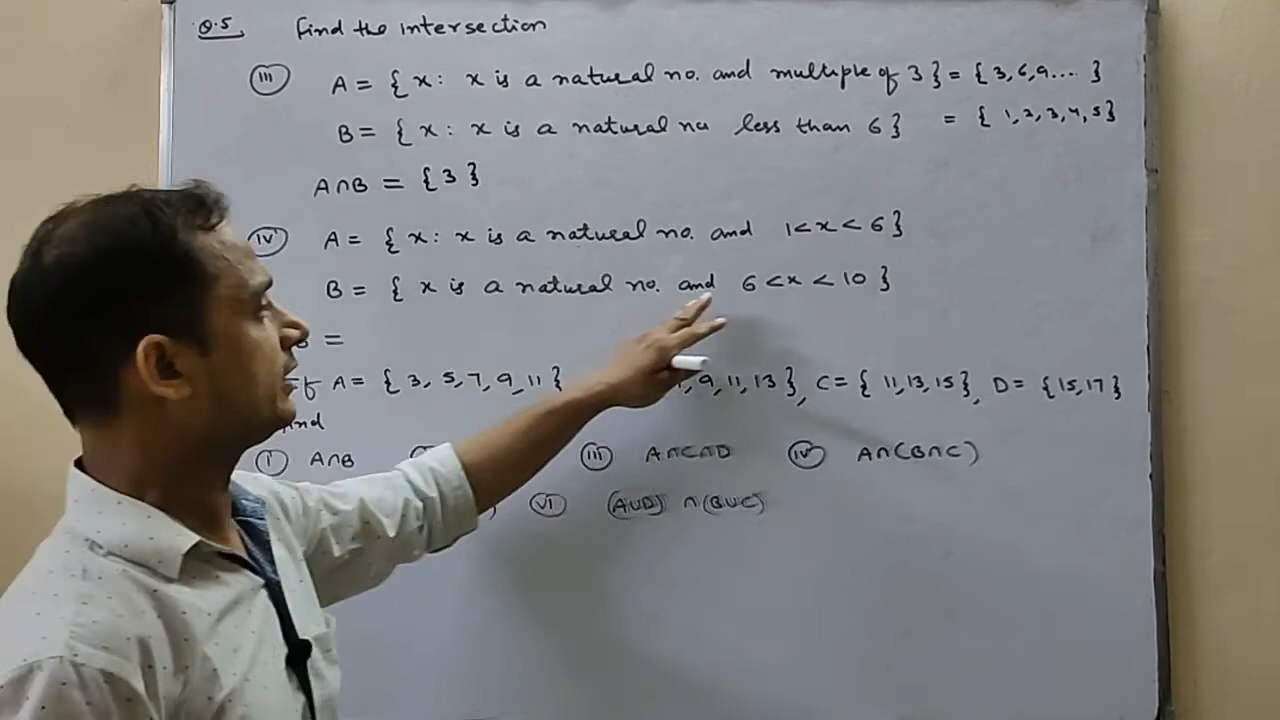 Q.5. Find the intersection
(iii) A = { x : x is a natural no. and multiple of 3 } = { 3, 6, 9 .... }
B = { x : x is a natural no less than 6 } = { 1, 2, 3, 4, 5 }
A∩B = { 3 }
(iv) A = { x : x is a natural no. and 1 < x < 6 }
B = { x is a natural no. and 6 < x < 10 }
=
If A = { 3, 5, 7, 9, 11 } , 9, 11, 13 }, C = { 11, 13, 15 }, D = { 15, 17 }
(i) A∩B (iii) A∩C∩D (iv) A∩(B∩C)
(vi) (A∪D) ∩ (B∪C)